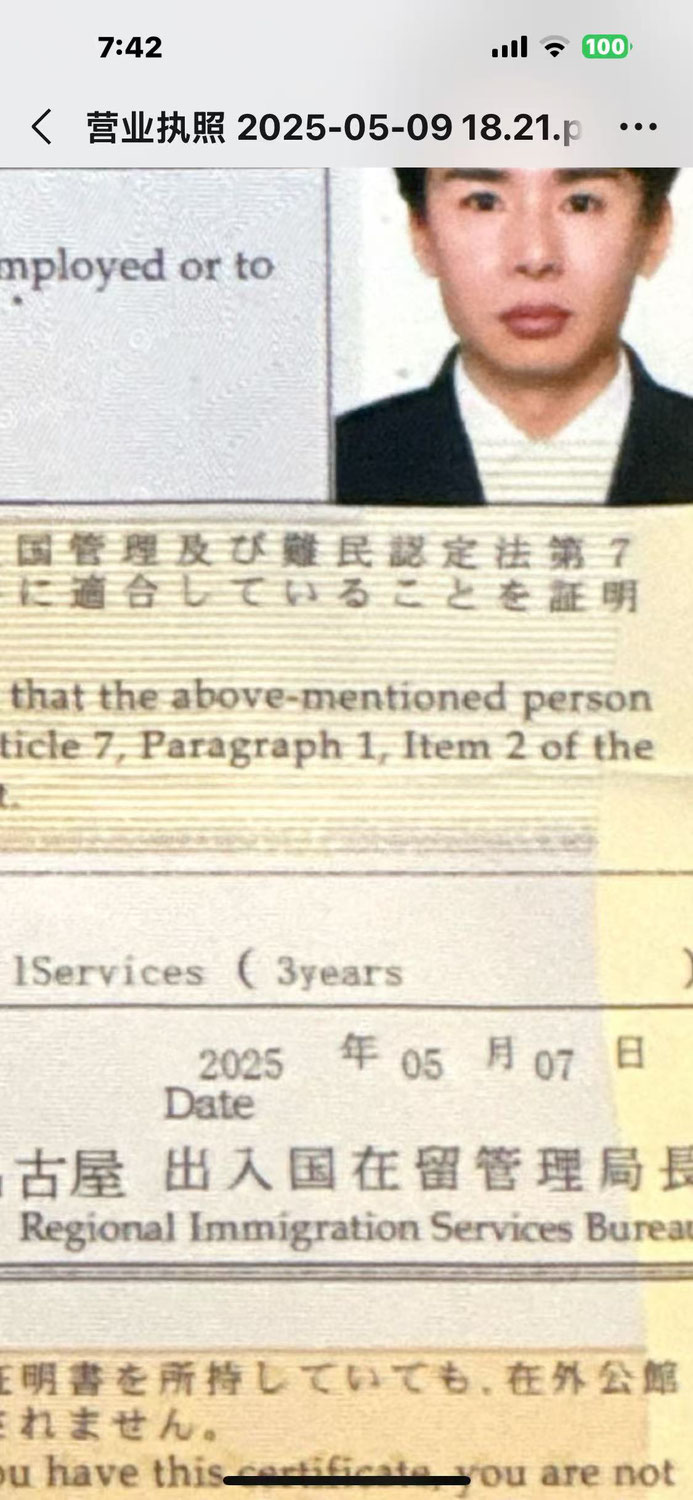 7:42
100
营业执照 2025-05-09 18.21.p
mployed or to
国管理及び難民認定法第7
に適合していることを証明
that the above-mentioned person
ticle 7, Paragraph 1, Item 2 of the
t.
lServices ( 3years )
2025 年 05 月 07 日
Date
古屋 出入国在留管理局長
Regional Immigration Services Bureau
証明書を所持していても、在外公館
されません。
ou have this certificate, you are not